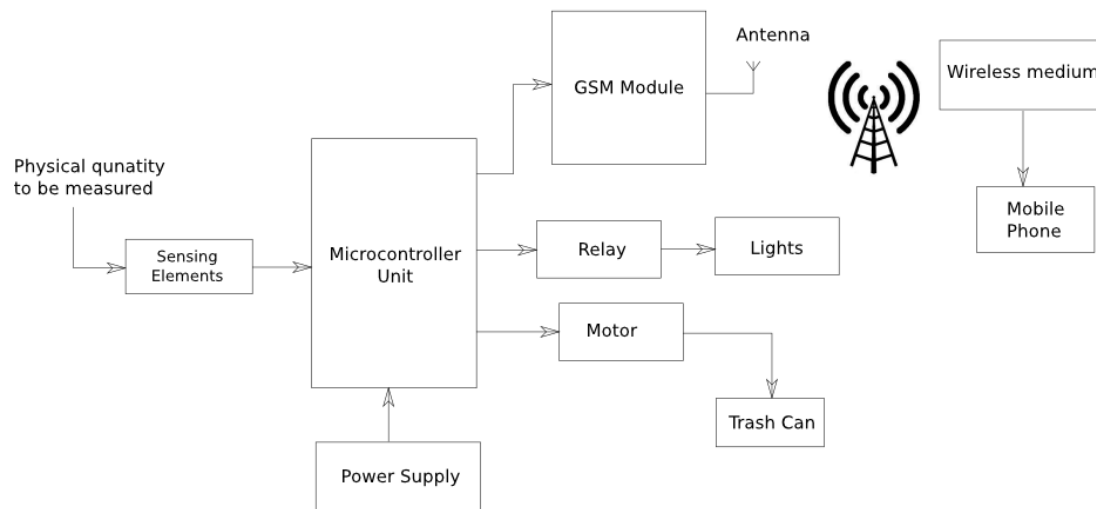 Antenna
GSM Module
Wireless medium
Physical qunatity
to be measured
Mobile
Phone
Sensing
Elements
Microcontroller
Unit
Relay
Lights
Motor
Trash Can
Power Supply